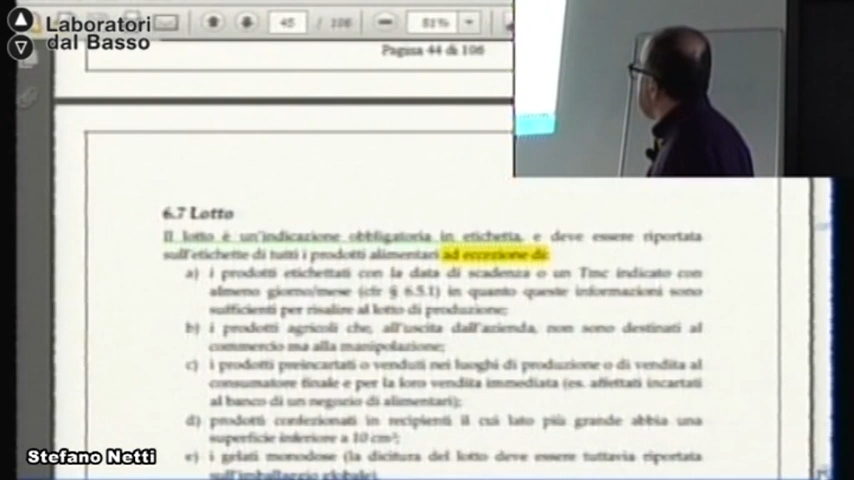 Laboratori
dal Basso
45 / 106
51%
Pagina 44 di 106
6.7 Lotto
Il lotto è un'indicazione obbligatoria in etichetta, e deve essere riportata
sull'etichette di tutti i prodotti alimentari ad eccezione di:
a) i prodotti etichettati con la data di scadenza o un Tmc indicato con
almeno giorno/mese (cfr § 6.5.1) in quanto queste informazioni sono
sufficienti per risalire al lotto di produzione;
b) i prodotti agricoli che, all'uscita dall'azienda, non sono destinati al
commercio ma alla manipolazione;
c) i prodotti preincartati o venduti nei luoghi di produzione o di vendita al
consumatore finale e per la loro vendita immediata (es. affettati incartati
al banco di un negozio di alimentari);
d) prodotti confezionati in recipienti il cui lato più grande abbia una
superficie inferiore a 10 cm²;
e) i gelati monodose (la dicitura del lotto deve essere tuttavia riportata
sull'imballaggio globale).
Stefano Netti